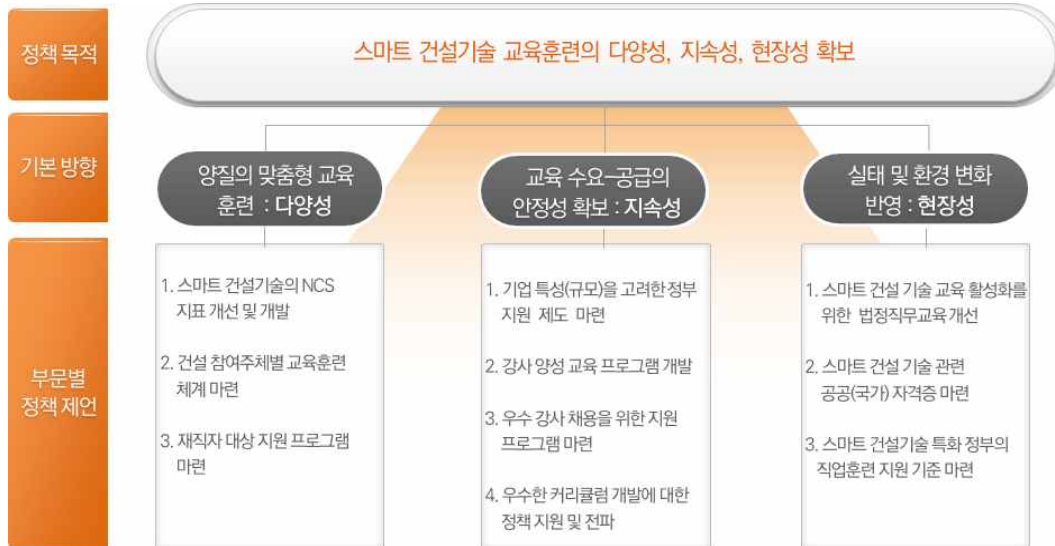 정책 목적
스마트 건설기술 교육훈련의 다양성, 지속성, 현장성 확보
기본 방향
양질의 맞춤형 교육
훈련 : 다양성
교육 수요-공급의
안정성 확보 : 지속성
실태 및 환경 변화
반영 : 현장성
부문별
정책 제언
1. 스마트 건설기술의 NCS
지표 개선 및 개발
2. 건설 참여주체별 교육훈련
체계 마련
3. 재직자 대상 지원 프로그램
마련
1. 기업 특성(규모)을 고려한 정부
지원 제도 마련
2. 강사 양성 교육 프로그램 개발
3. 우수 강사 채용을 위한 지원
프로그램 마련
4. 우수한 커리큘럼 개발에 대한
정책 지원 및 전파
1. 스마트 건설 기술 교육 활성화를
위한 법정직무교육 개선
2. 스마트 건설 기술 관련
공공(국가) 자격증 마련
3. 스마트 건설기술 특화 정부의
직업훈련 지원 기준 마련